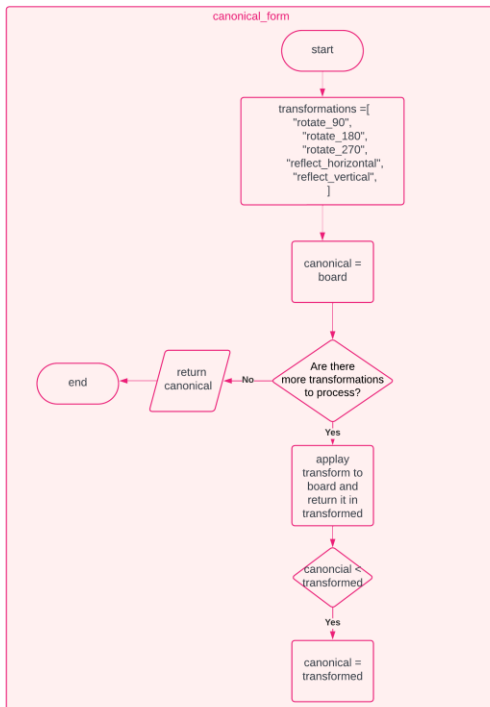 canonical_form
start
transformations =[
"rotate_90",
"rotate_180",
"rotate_270",
"reflect_horizontal",
"reflect_vertical",
]
canonical =
board
Are there
more transformations
to process?
No
return
canonical
end
Yes
applay
transform to
board and
return it in
transformed
canoncial <
transformed
Yes
canonical =
transformed